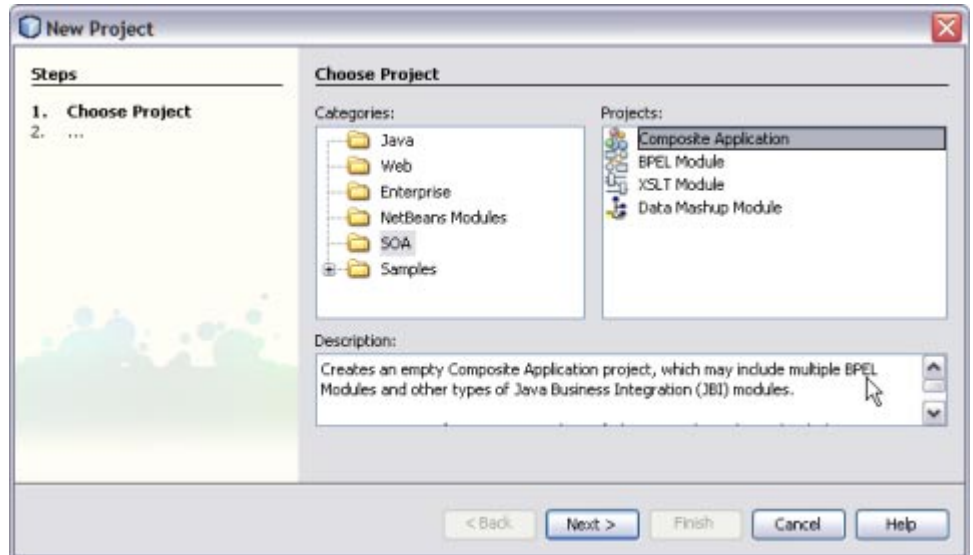 New Project
Steps
1. Choose Project
2. ...
Choose Project
Categories:
Java
Web
Enterprise
NetBeans Modules
SOA
Samples
Projects:
Composite Application
BPEL Module
XSLT Module
Data Mashup Module
Description:
Creates an empty Composite Application project, which may include multiple BPEL
Modules and other types of Java Business Integration (JBI) modules.
< Back
Next >
Finish
Cancel
Help